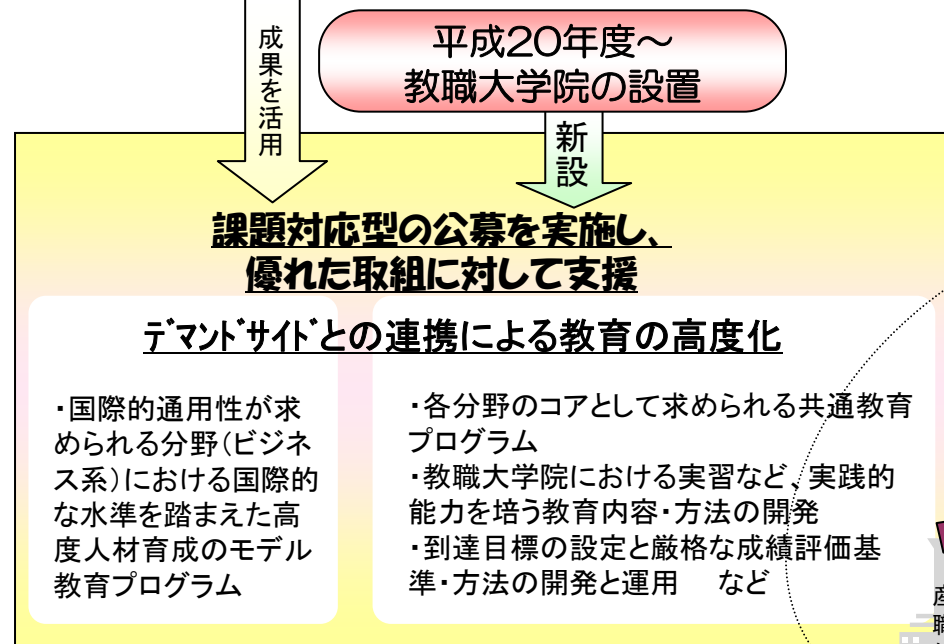 成果を活用
平成20年度～
教職大学院の設置
新設
課題対応型の公募を実施し、
優れた取組に対して支援
ﾃﾞﾏﾝﾄﾞｻｲﾄﾞとの連携による教育の高度化
・国際的通用性が求
められる分野（ビジネ
ス系）における国際的
な水準を踏まえた高
度人材育成のモデル
教育プログラム
・各分野のコアとして求められる共通教育
プログラム
・教職大学院における実習など、実践的
能力を培う教育内容・方法の開発
・到達目標の設定と厳格な成績評価基
準・方法の開発と運用　など
産
職